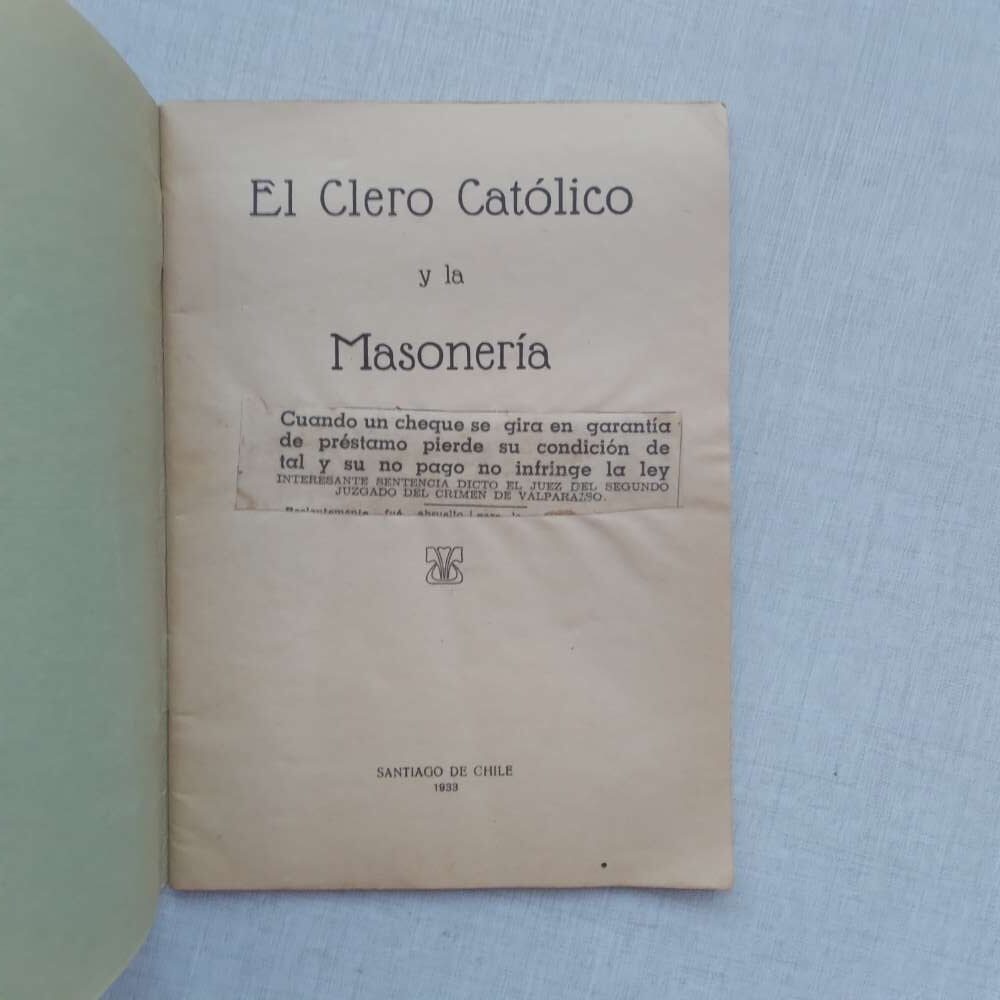 El Clero Católico
y la
Masonería
Cuando un cheque se gira en garantía
de préstamo pierde su condición de
tal y su no pago no infringe la ley
INTERESANTE SENTENCIA DICTO EL JUEZ DEL SEGUNDO
JUZGADO DEL CRIMEN DE VALPARAISO.
fué absuelto
SANTIAGO DE CHILE
1933